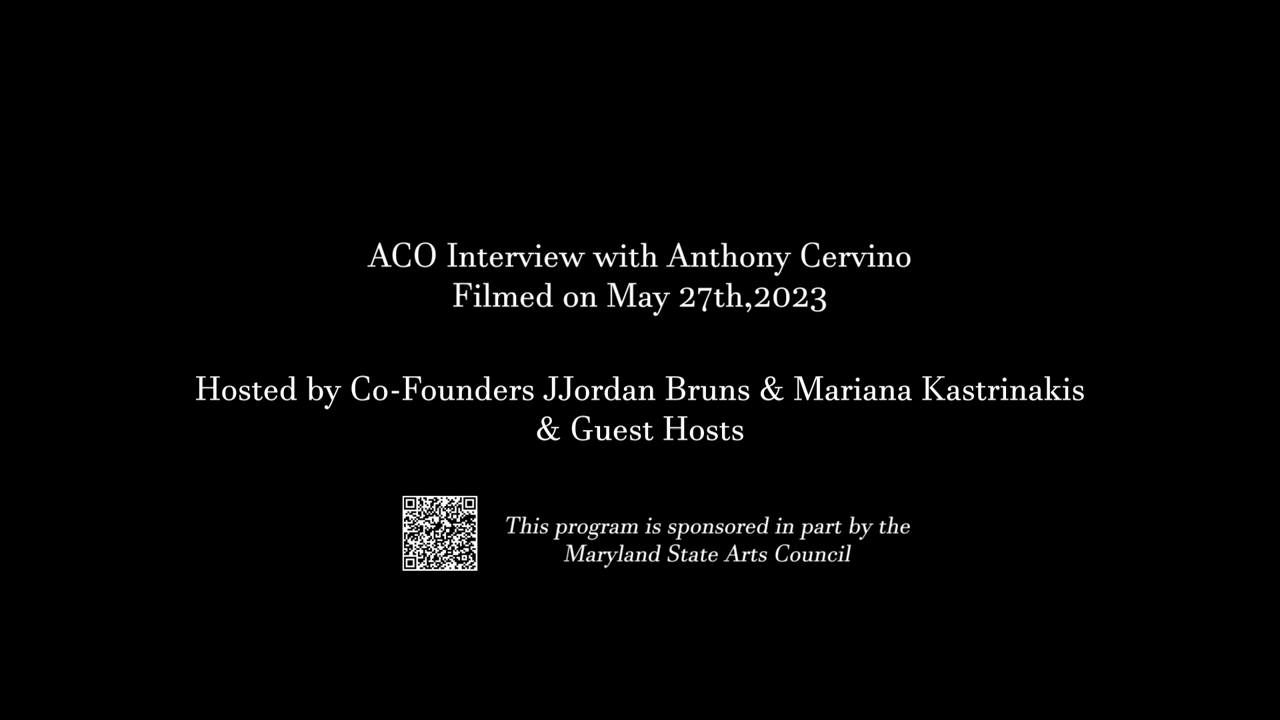 ACO Interview with Anthony Cervino
Filmed on May 27th,2023
Hosted by Co-Founders JJordan Bruns & Mariana Kastrinakis
& Guest Hosts
This program is sponsored in part by the
Maryland State Arts Council